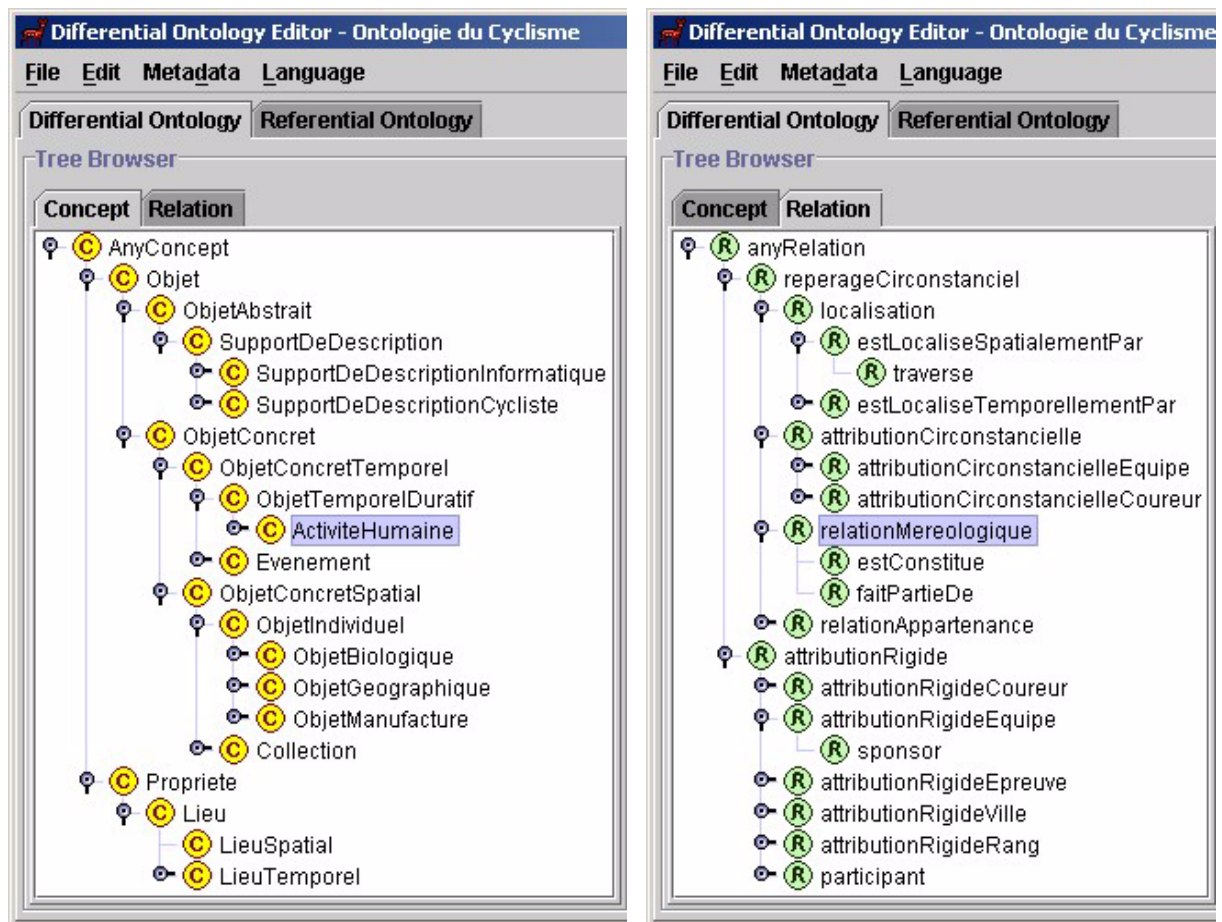 Differential Ontology Editor - Ontologie du Cyclisme
File Edit Metadata Language
Differential Ontology Referential Ontology
Tree Browser
Concept Relation
C AnyConcept
C Objet
C ObjetAbstrait
C SupportDeDescription
C SupportDeDescriptionInformatique
C SupportDeDescriptionCycliste
C ObjetConcret
C ObjetConcretTemporel
C ObjetTemporelDuratif
C ActiviteHumaine
C Evenement
C ObjetConcretSpatial
C ObjetIndividuel
C ObjetBiologique
C ObjetGeographique
C ObjetManufacture
C Collection
C Propriete
C Lieu
C LieuSpatial
C LieuTemporel
Differential Ontology Editor - Ontologie du Cyclisme
File Edit Metadata Language
Differential Ontology Referential Ontology
Tree Browser
Concept Relation
R anyRelation
R reperageCirconstanciel
R localisation
R estLocaliseSpatialementPar
R traverse
R estLocaliseTemporellementPar
R attributionCirconstancielle
R attributionCirconstancielleEquipe
R attributionCirconstancielleCoureur
R relationMereologique
R estConstitue
R faitPartieDe
R relationAppartenance
R attributionRigide
R attributionRigideCoureur
R attributionRigideEquipe
R sponsor
R attributionRigideEpreuve
R attributionRigideVille
R attributionRigideRang
R participant